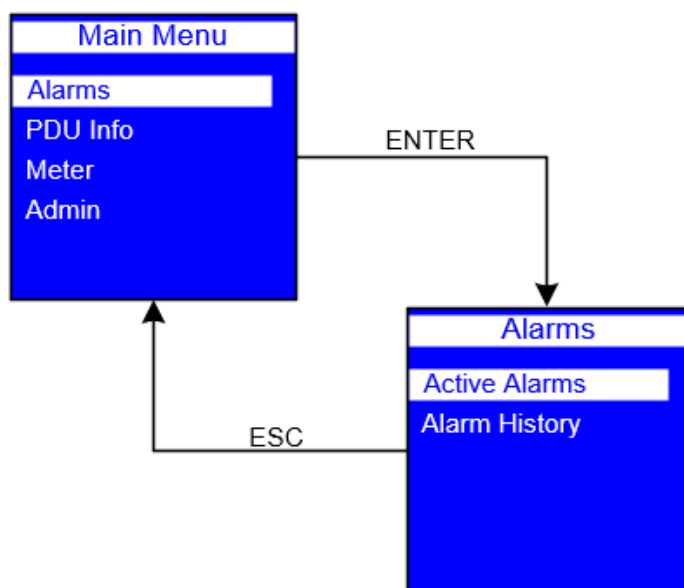 Main Menu
Alarms
PDU Info
Meter
Admin
ENTER
Alarms
Active Alarms
Alarm History
ESC